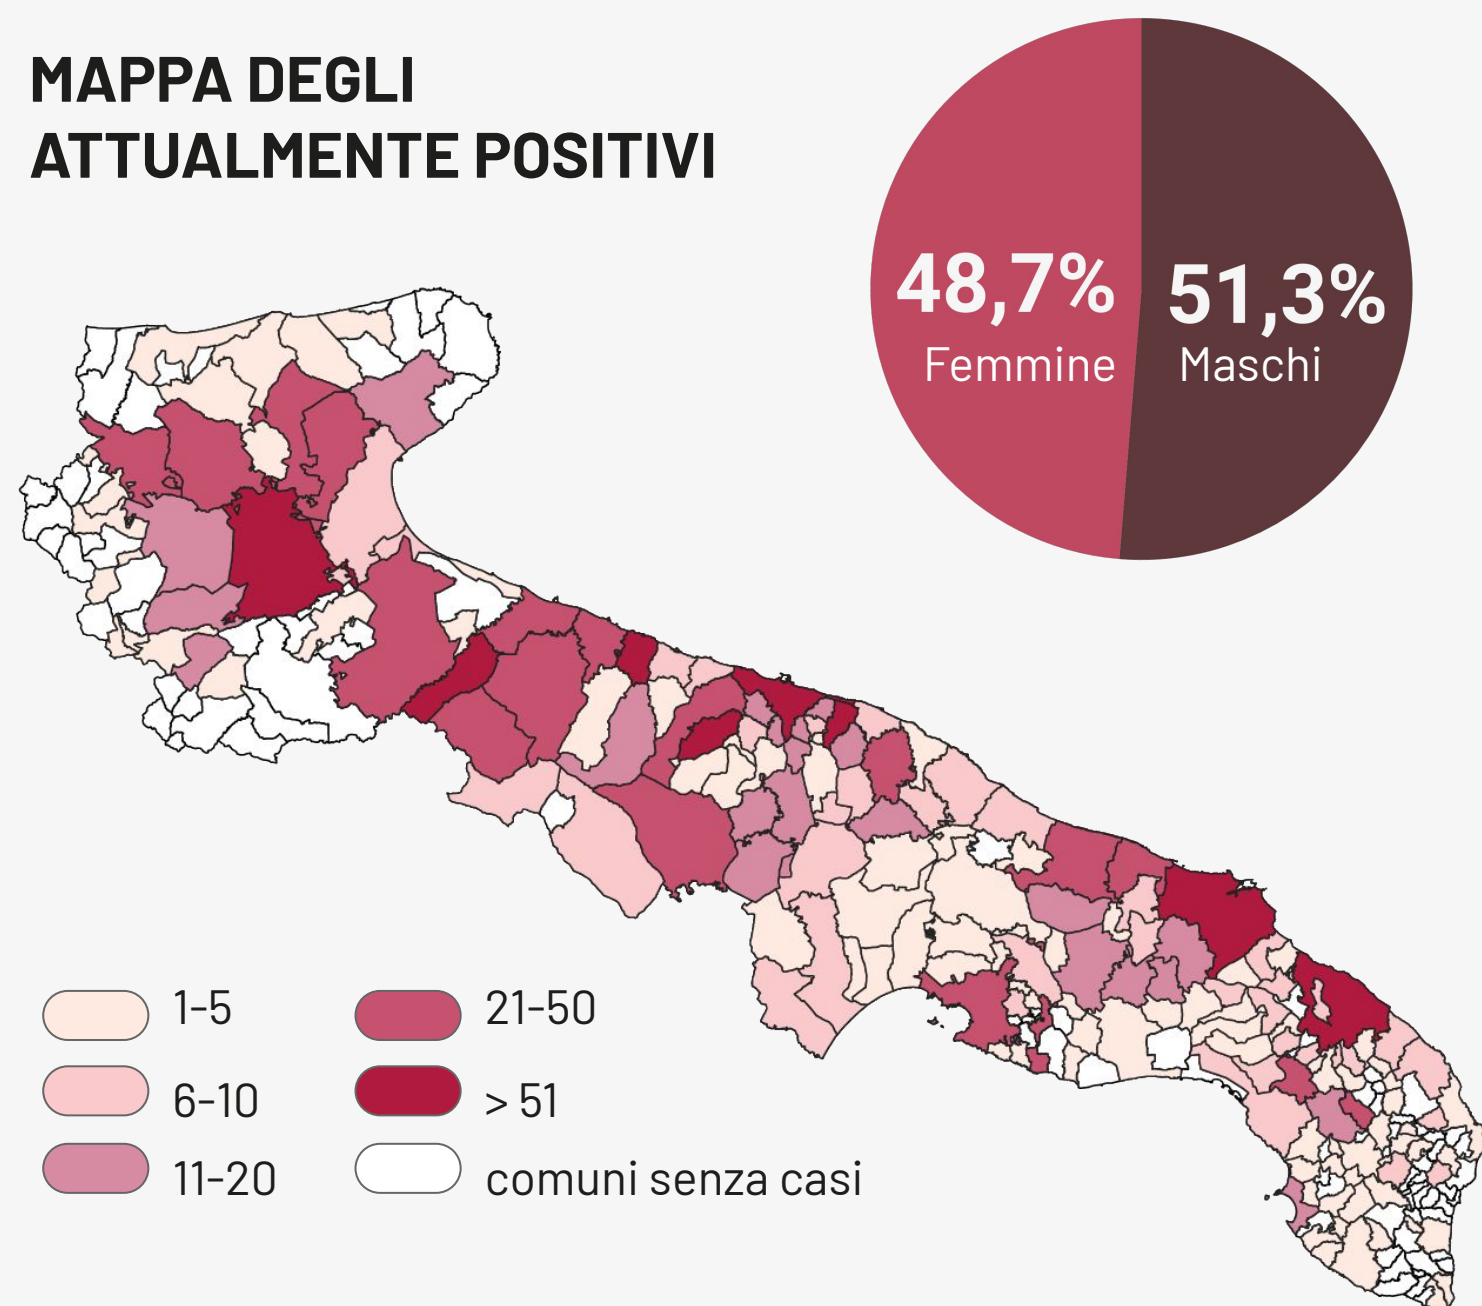 MAPPA DEGLI
ATTUALMENTE POSITIVI
48,7%
Femmine
51,3%
Maschi
1-5
6-10
11-20
21-50
> 51
comuni senza casi